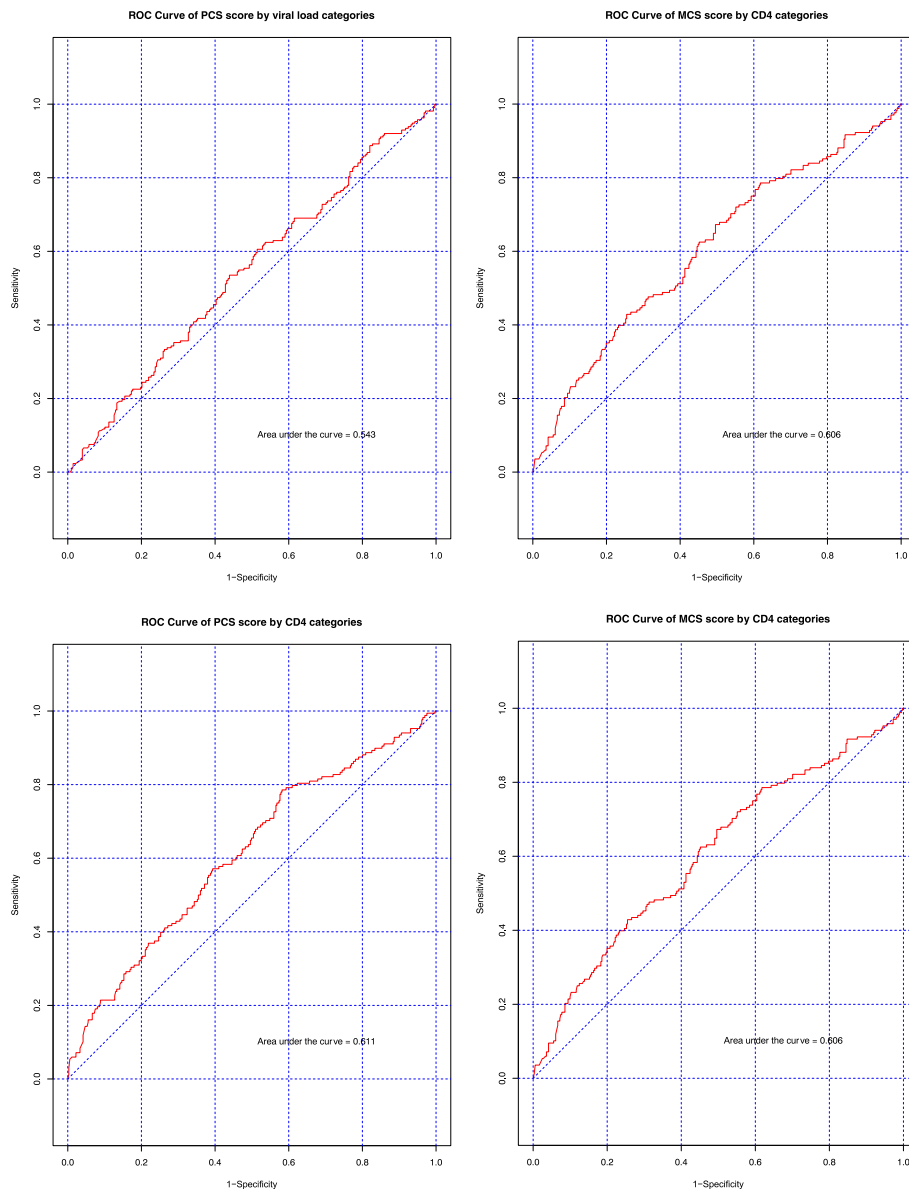 ROC Curve of PCS score by viral load categories
1.0
0.8
0.6
0.4
0.2
0.0
Sensitivity
Area under the curve = 0.543
0.0 0.2 0.4 0.6 0.8 1.0
1−Specificity
ROC Curve of MCS score by CD4 categories
1.0
0.8
0.6
0.4
0.2
0.0
Sensitivity
Area under the curve = 0.606
0.0 0.2 0.4 0.6 0.8 1.0
1−Specificity
ROC Curve of PCS score by CD4 categories
1.0
0.8
0.6
0.4
0.2
0.0
Sensitivity
Area under the curve = 0.611
0.0 0.2 0.4 0.6 0.8 1.0
1−Specificity
ROC Curve of MCS score by CD4 categories
1.0
0.8
0.6
0.4
0.2
0.0
Sensitivity
Area under the curve = 0.606
0.0 0.2 0.4 0.6 0.8 1.0
1−Specificity